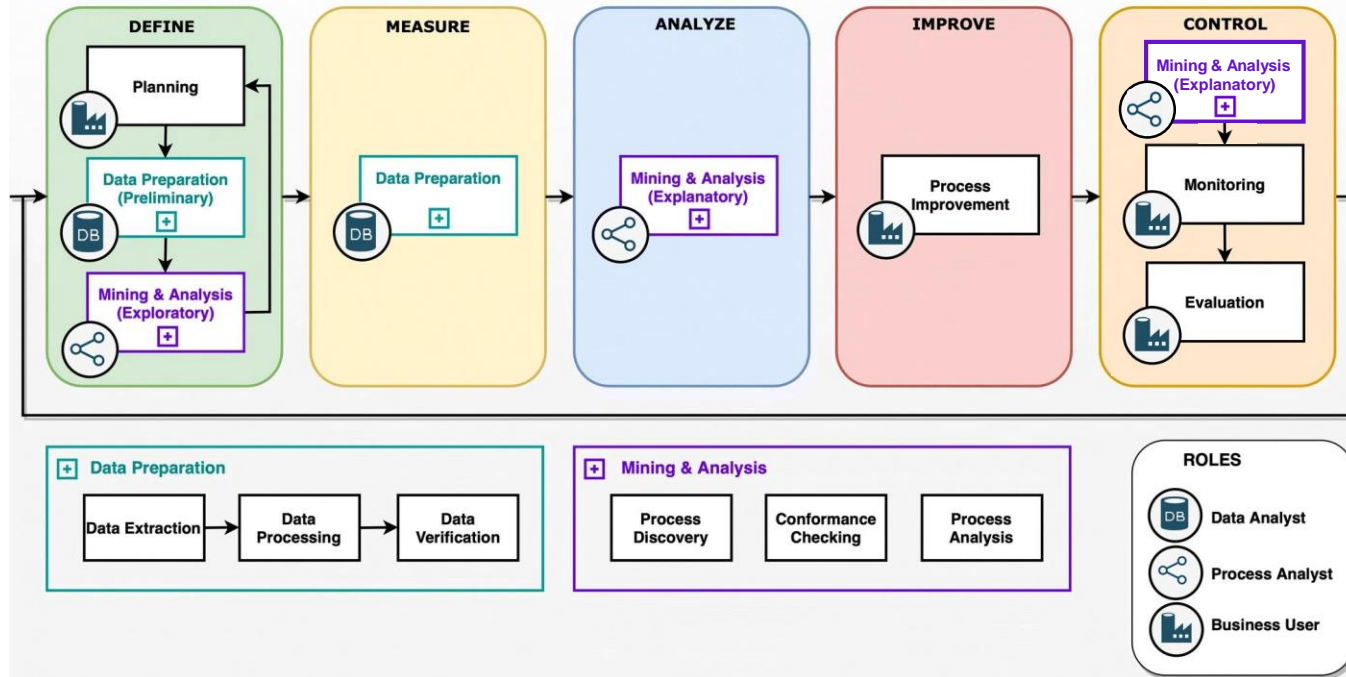 DEFINE
Planning
Data Preparation
(Preliminary)
DB
Mining & Analysis
(Exploratory)
MEASURE
Data Preparation
DB
ANALYZE
Mining & Analysis
(Explanatory)
IMPROVE
Process
Improvement
CONTROL
Mining & Analysis
(Explanatory)
Monitoring
Evaluation
Data Preparation
Data Extraction
Data
Processing
Data
Verification
Mining & Analysis
Process
Discovery
Conformance
Checking
Process
Analysis
ROLES
DB
Data Analyst
Process Analyst
Business User